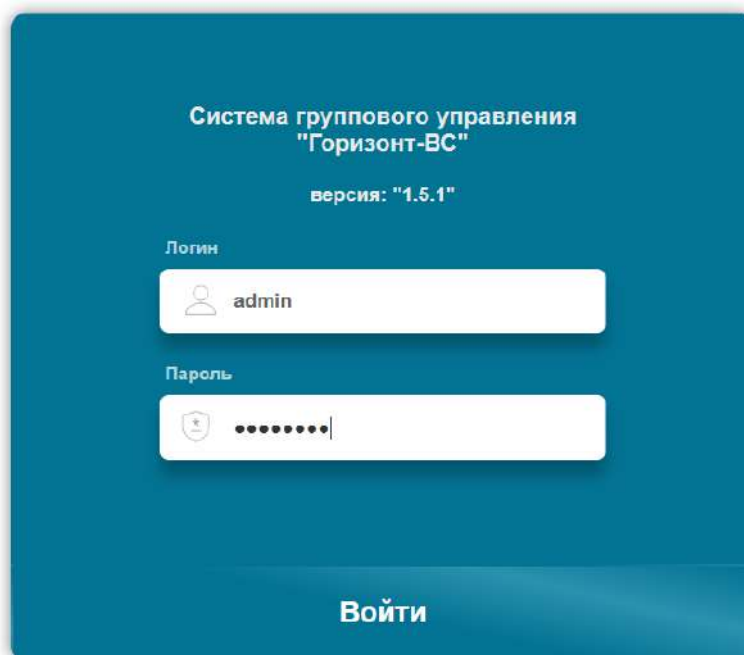 Система группового управления
"Горизонт-ВС"
версия: "1.5.1"
Логин
admin
Пароль
••••••••
Войти